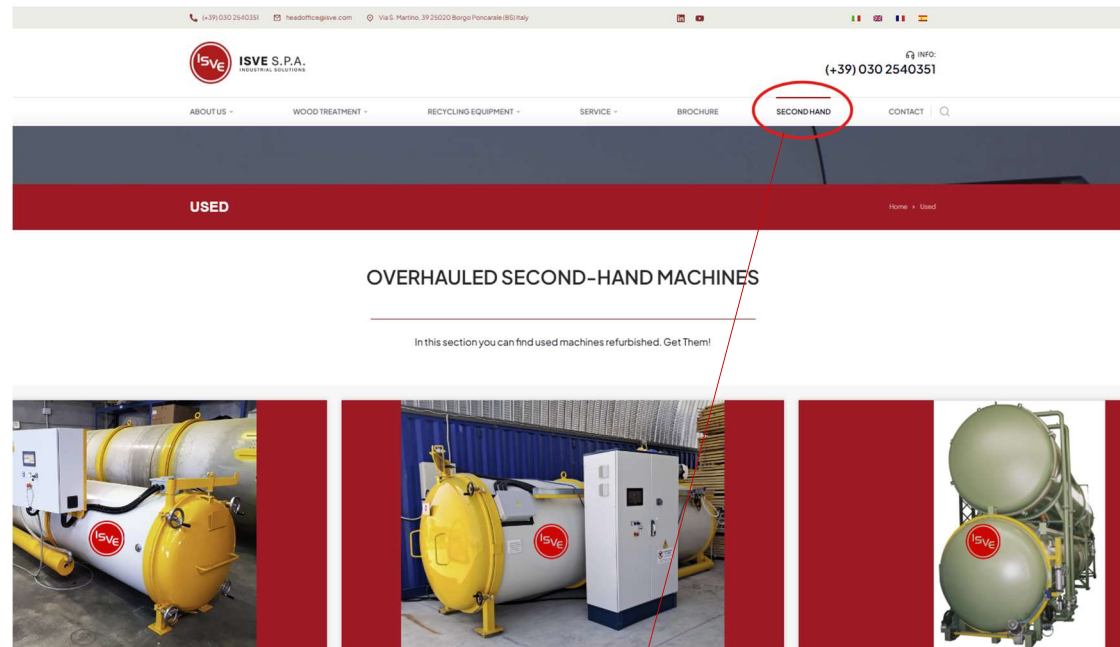 (+39) 030 2540351 headoffice@isve.com Via S. Martino, 39 25020 Borgo Poncarale (BS) Italy
ISVE
ISVE S.P.A.
INDUSTRIAL SOLUTIONS
INFO:
(+39) 030 2540351
ABOUT US WOOD TREATMENT RECYCLING EQUIPMENT SERVICE BROCHURE SECOND HAND CONTACT
USED
Home > Used
OVERHAULED SECOND-HAND MACHINES
In this section you can find used machines refurbished. Get Them!
ISVE
ISVE
ISVE